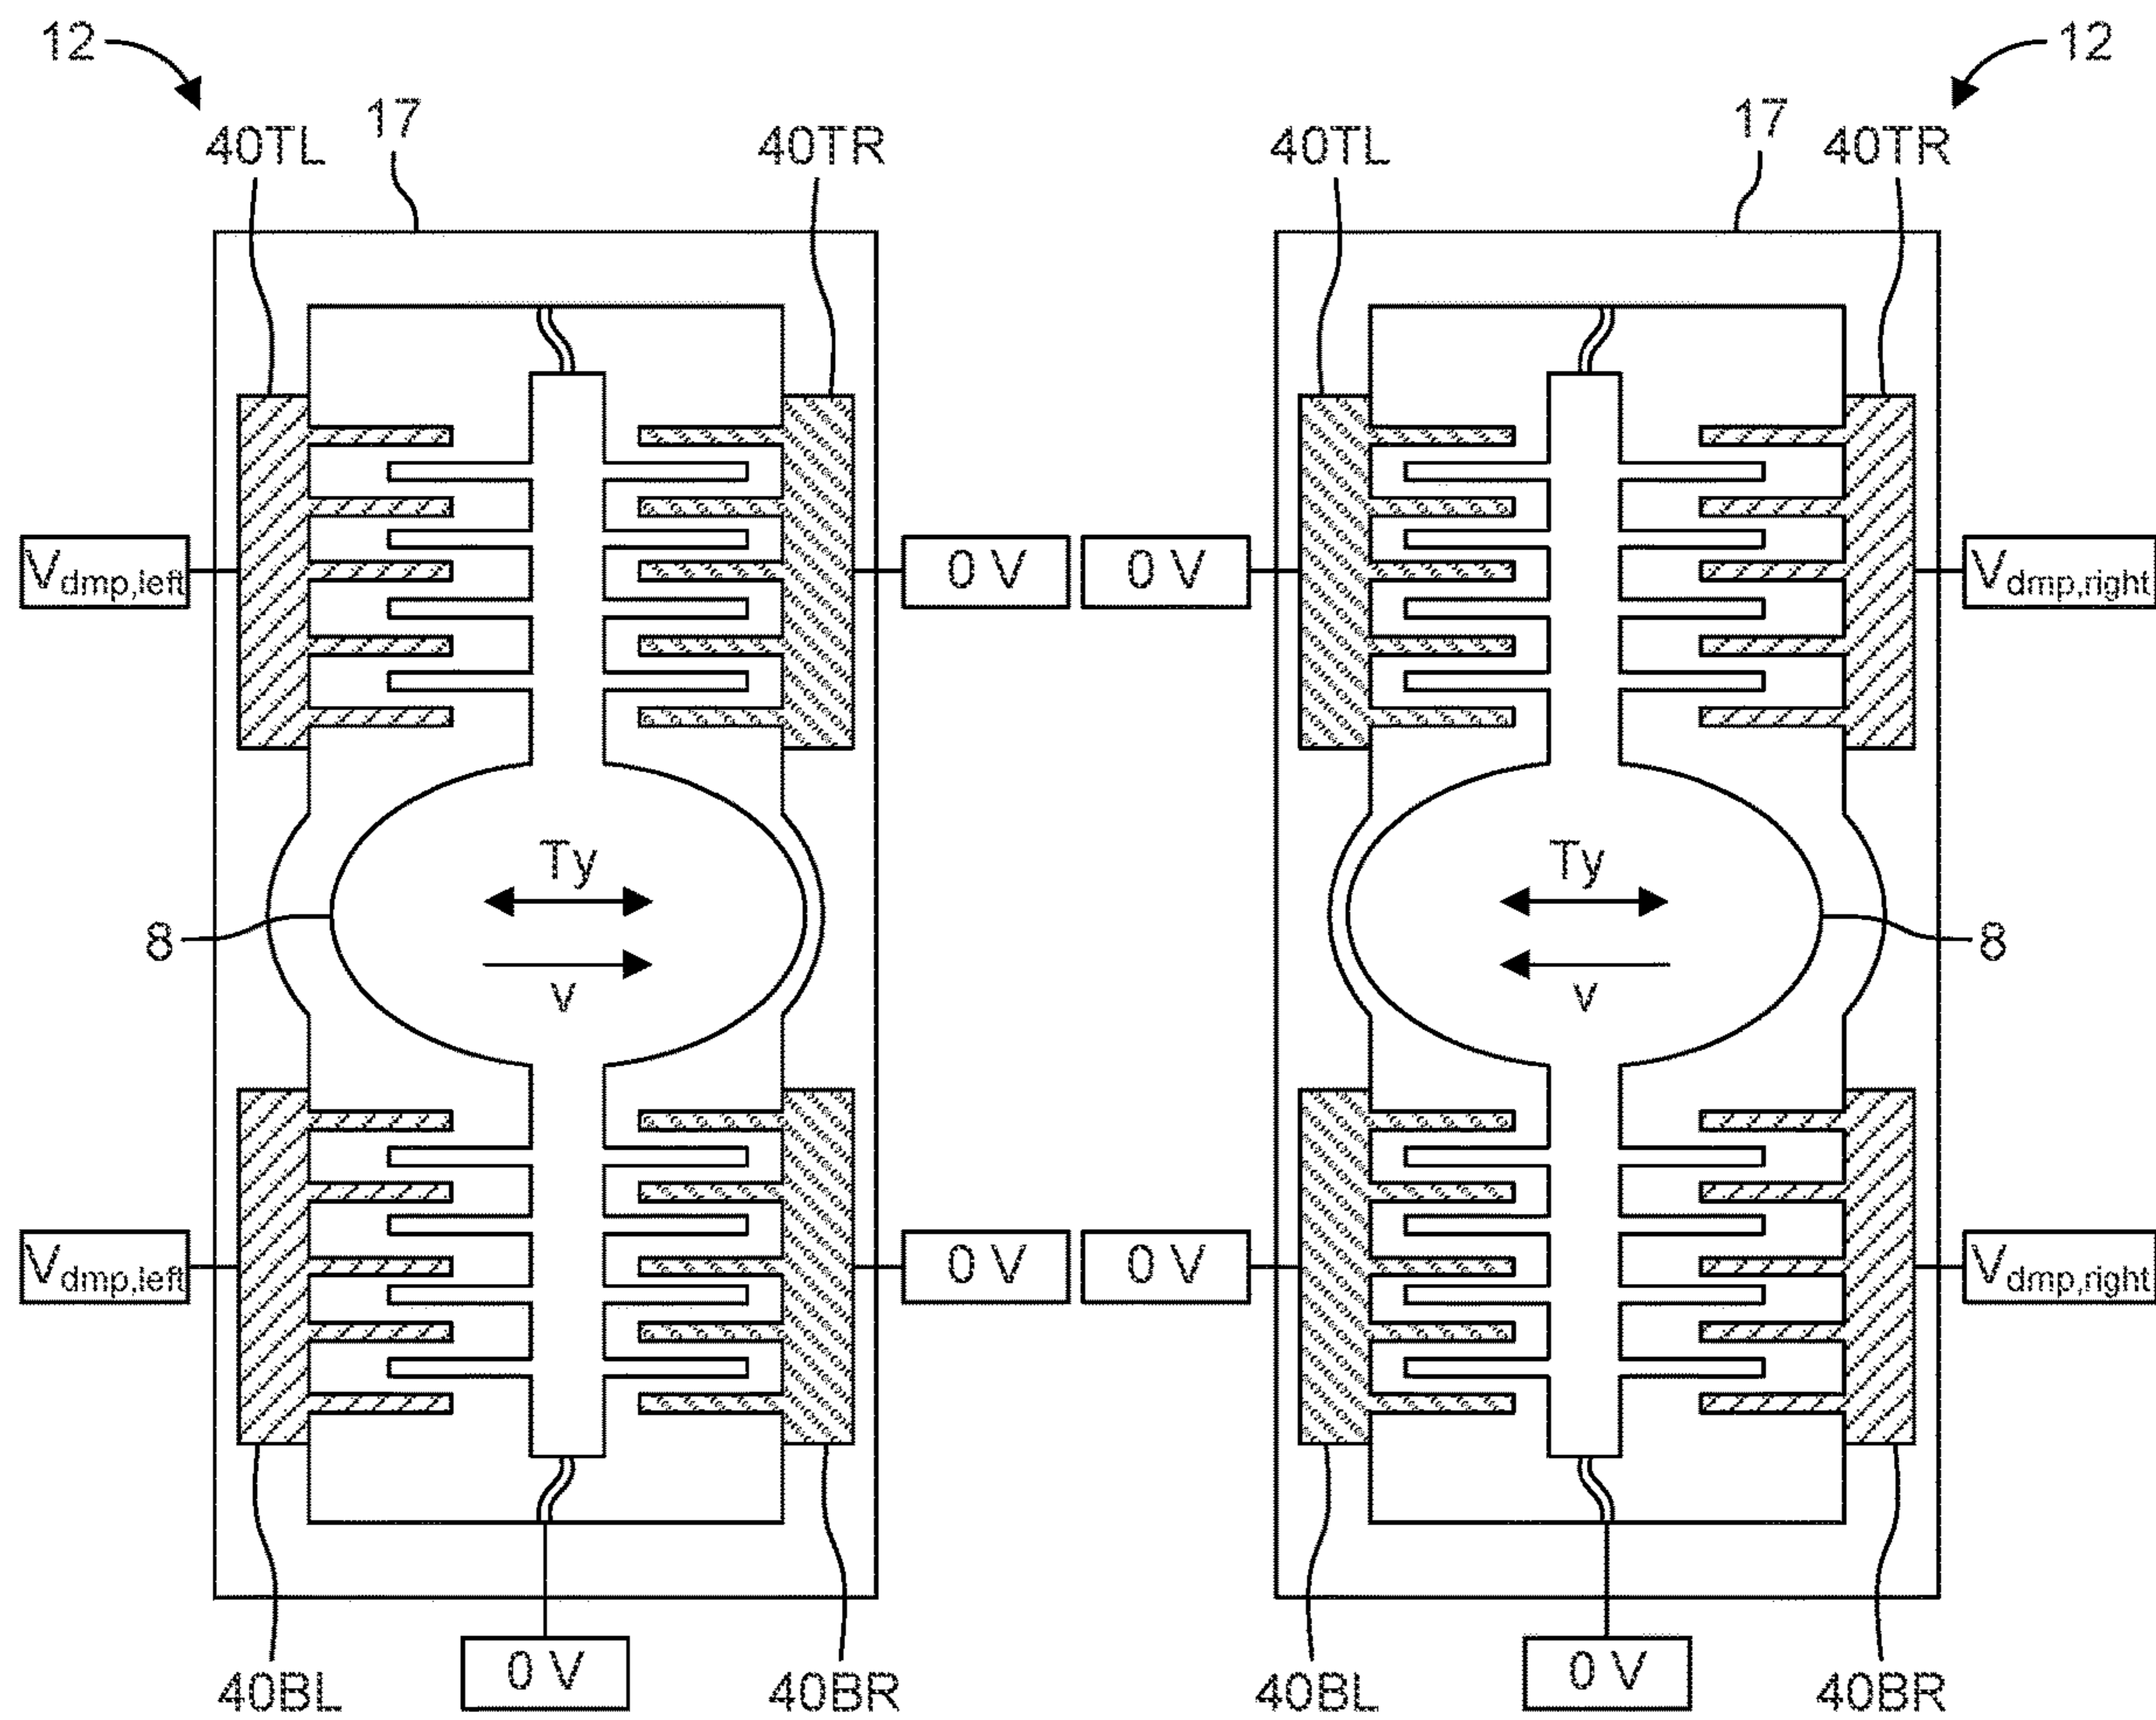 12 12
17 17
40TL 40TR 40TL 40TR
Vdmp,left 0 V 0 V Vdmp,right
Ty Ty
8 8
v v
Vdmp,left 0 V 0 V Vdmp,right
40BL 0 V 40BR 40BL 0 V 40BR